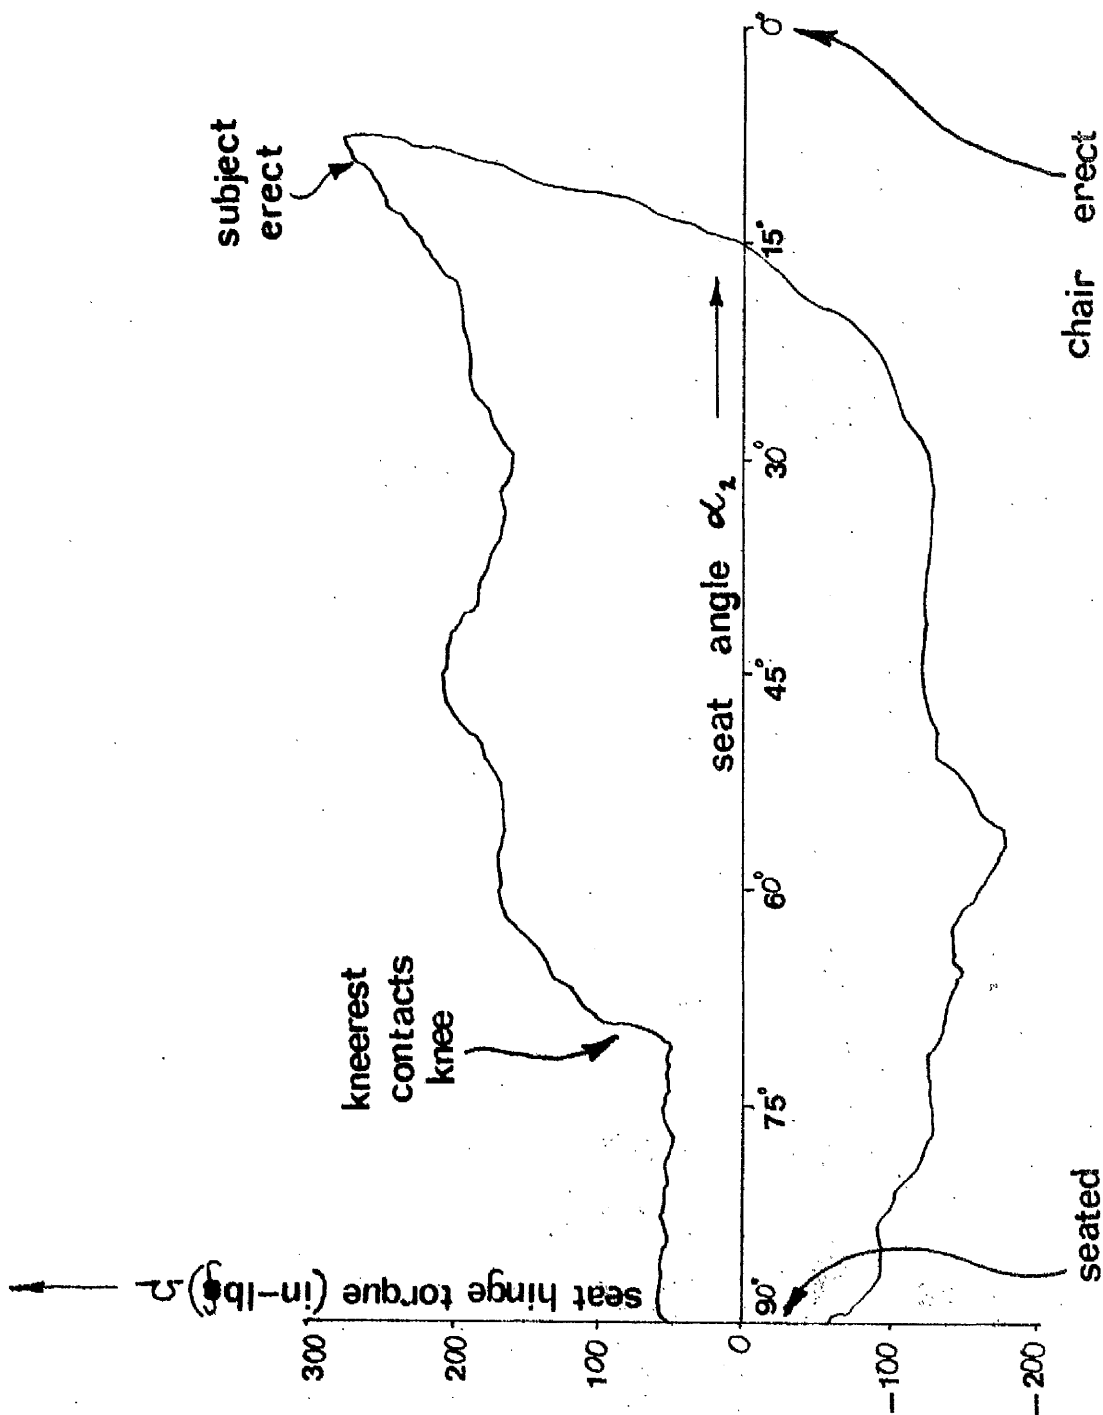 subject
erect
kneerest
contacts
knee
seat hinge torque (in-lbf) Ω
300
200
100
0
-100
-200
seat angle α₂
90°
75°
60°
45°
30°
15°
0°
seated
chair erect